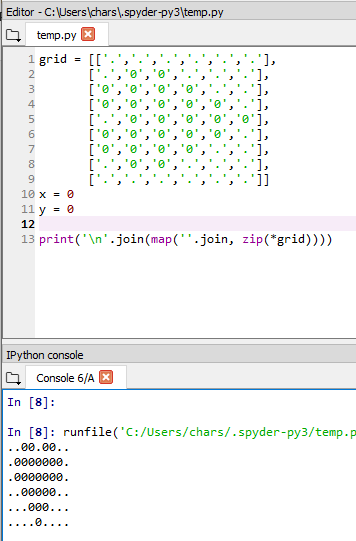 Editor - C:\Users\chars\.spyder-py3\temp.py
temp.py
1 grid = [['.','.','.','.','.','.'],
2 ['.','0','0','.','.','.'],
3 ['0','0','0','0','.','.'],
4 ['0','0','0','0','0','.'],
5 ['.','0','0','0','0','0'],
6 ['0','0','0','0','0','.'],
7 ['0','0','0','0','.','.'],
8 ['.','0','0','.','.','.'],
9 ['.','.','.','.','.','.']]
10 x = 0
11 y = 0
12
13 print('\n'.join(map(''.join, zip(*grid))))
IPython console
Console 6/A
In [8]:
In [8]: runfile('C:/Users/chars/.spyder-py3/temp.p
..00.00..
.0000000.
.0000000.
..00000..
...000...
....0....